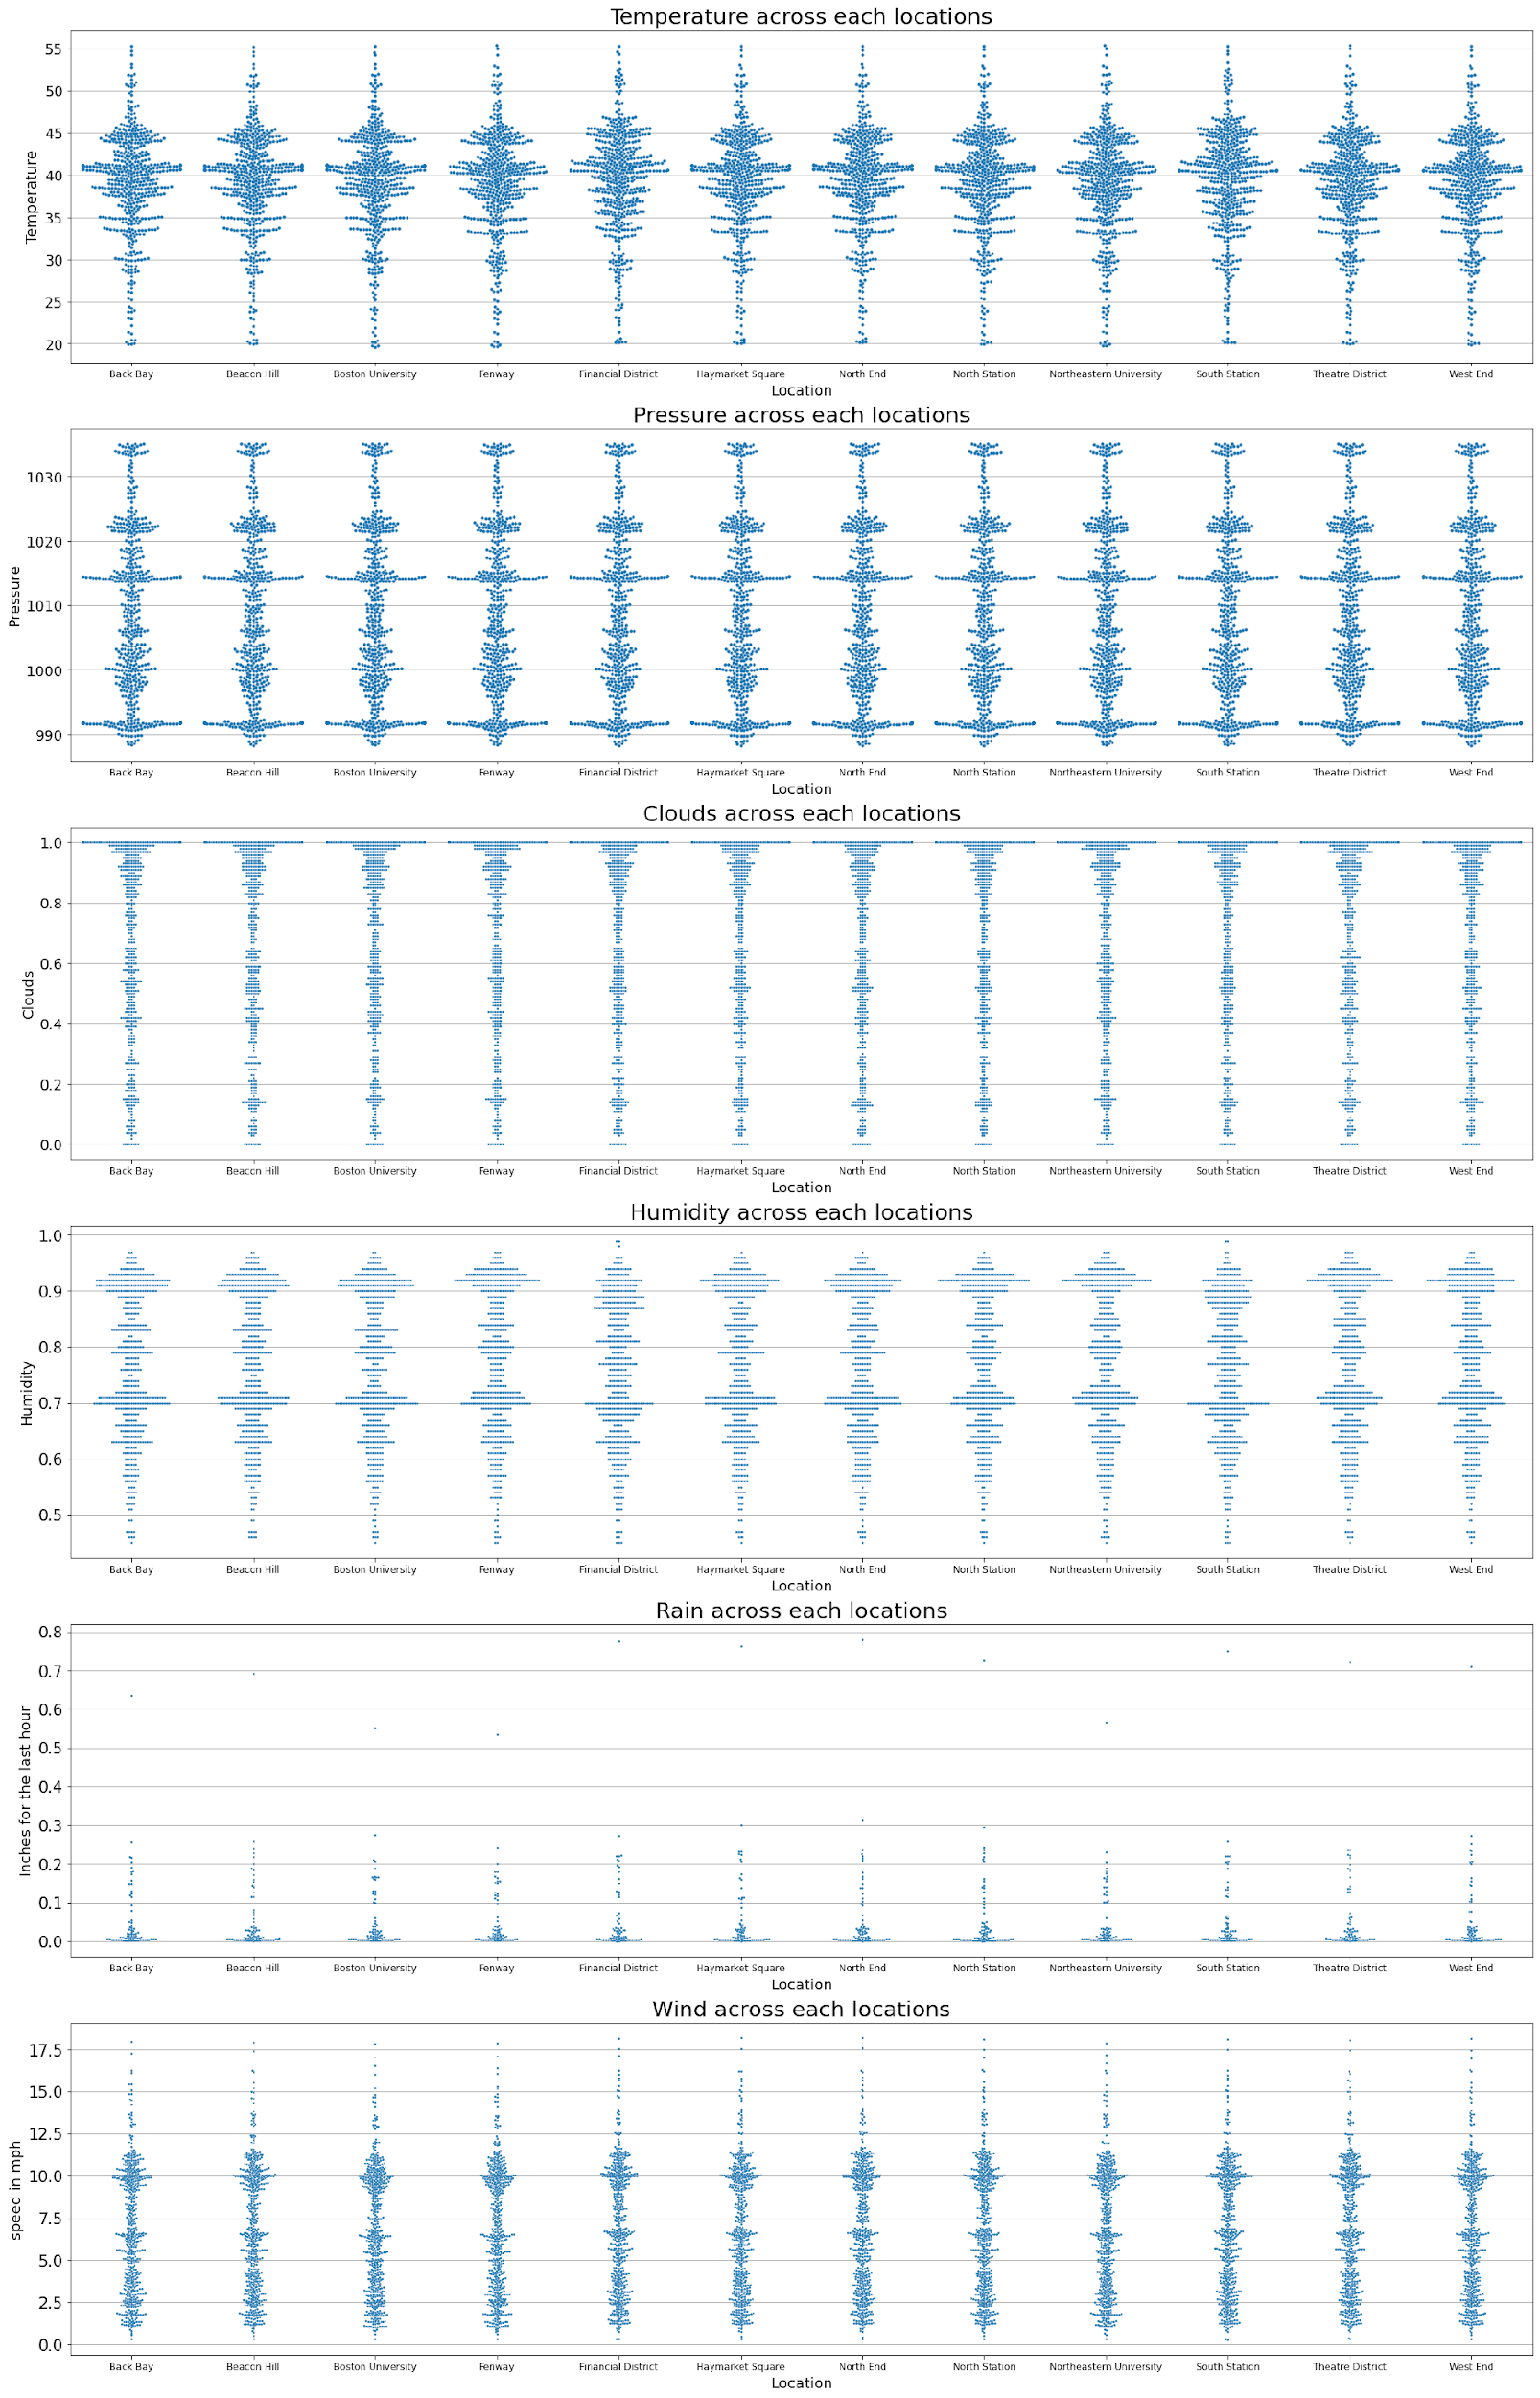 Temperature across each locations
Temperature
55
50
45
40
35
30
25
20
Back Bay Beacon Hill Boston University Fenway Financial District Haymarket Square North End North Station Northeastern University South Station Theatre District West End
Location
Pressure across each locations
Pressure
1030
1020
1010
1000
990
Back Bay Beacon Hill Boston University Fenway Financial District Haymarket Square North End North Station Northeastern University South Station Theatre District West End
Location
Clouds across each locations
Clouds
1.0
0.8
0.6
0.4
0.2
0.0
Back Bay Beacon Hill Boston University Fenway Financial District Haymarket Square North End North Station Northeastern University South Station Theatre District West End
Location
Humidity across each locations
Humidity
1.0
0.9
0.8
0.7
0.6
0.5
Back Bay Beacon Hill Boston University Fenway Financial District Haymarket Square North End North Station Northeastern University South Station Theatre District West End
Location
Rain across each locations
Inches for the last hour
0.8
0.7
0.6
0.5
0.4
0.3
0.2
0.1
0.0
Back Bay Beacon Hill Boston University Fenway Financial District Haymarket Square North End North Station Northeastern University South Station Theatre District West End
Location
Wind across each locations
speed in mph
17.5
15.0
12.5
10.0
7.5
5.0
2.5
0.0
Back Bay Beacon Hill Boston University Fenway Financial District Haymarket Square North End North Station Northeastern University South Station Theatre District West End
Location